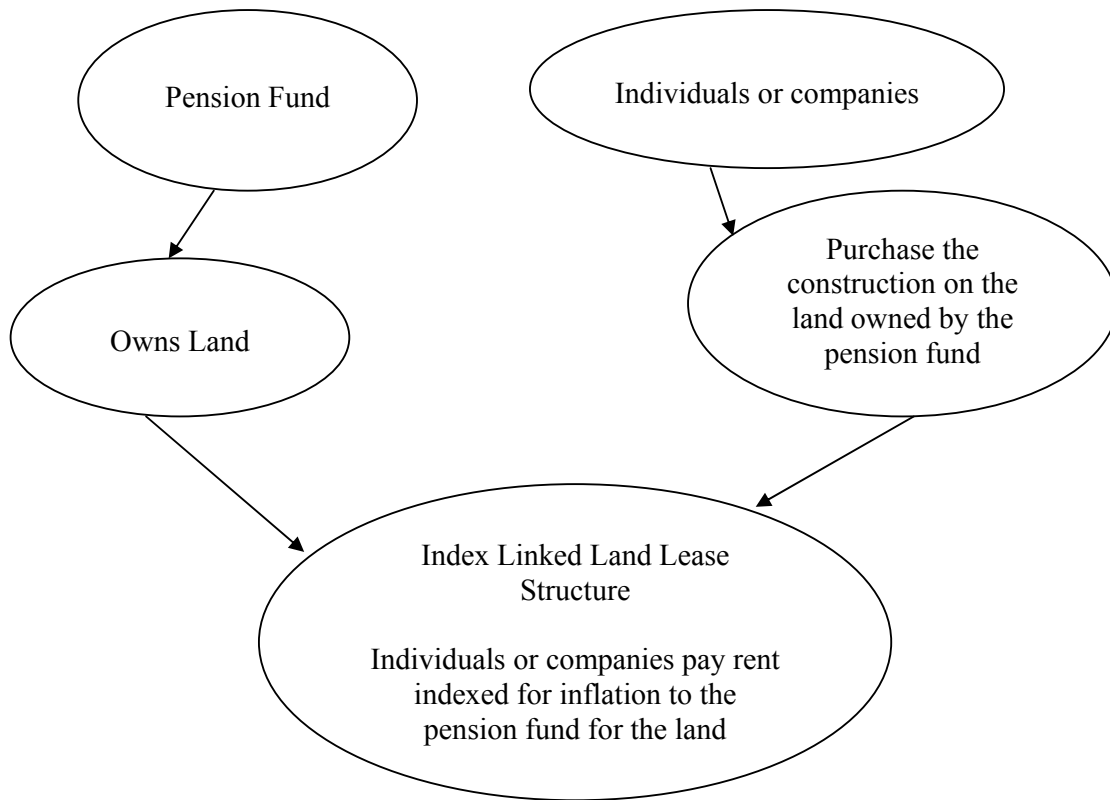 Pension Fund
Individuals or companies
Owns Land
Purchase the
construction on the
land owned by the
pension fund
Index Linked Land Lease
Structure
Individuals or companies pay rent
indexed for inflation to the
pension fund for the land